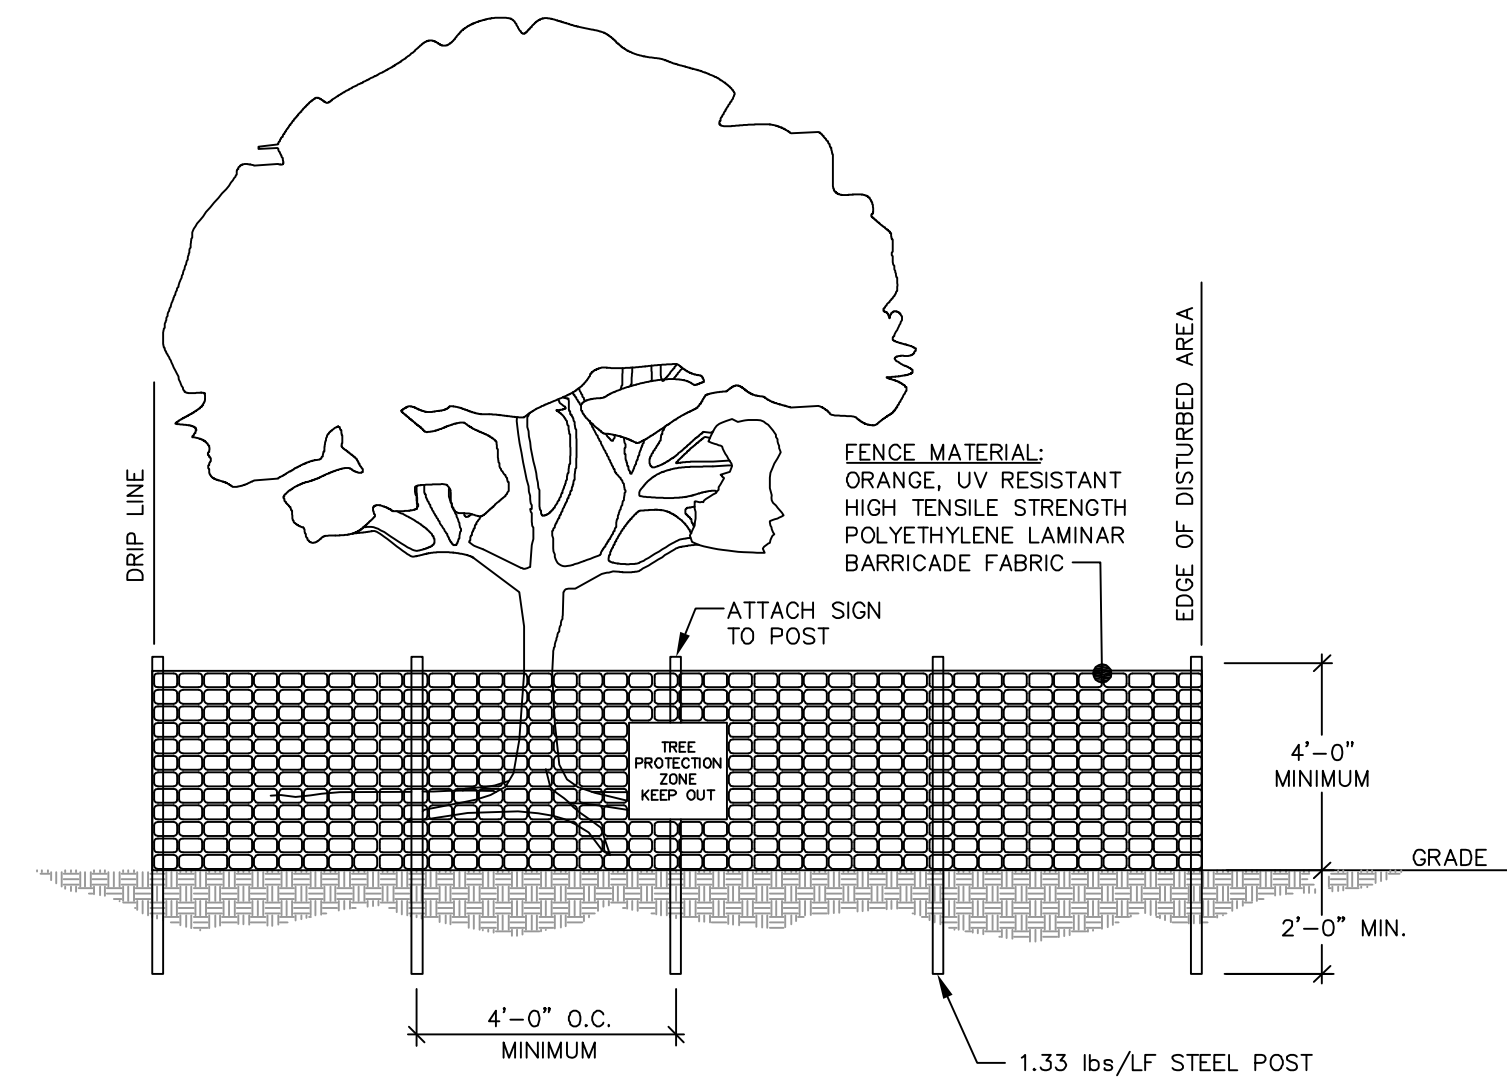 EDGE OF DISTURBED AREA
DRIP LINE
FENCE MATERIAL:
ORANGE, UV RESISTANT
HIGH TENSILE STRENGTH
POLYETHYLENE LAMINAR
BARRICADE FABRIC
ATTACH SIGN
TO POST
TREE
PROTECTION
ZONE
KEEP OUT
4'-0"
MINIMUM
GRADE
2'-0" MIN.
4'-0" O.C.
MINIMUM
1.33 lbs/LF STEEL POST